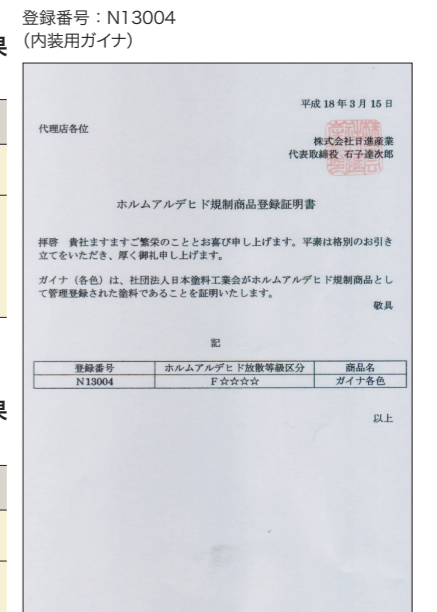 登録番号：N13004
(内装用ガイナ)
果
平成 18 年 3 月 15 日
代理店各位
株式会社日進産業
代表取締役 石子達次郎
ホルムアルデヒド規制商品登録証明書
拝啓　貴社ますますご繁栄のこととお喜び申し上げます。平素は格別のお引き
立てをいただき、厚く御礼申し上げます。
ガイナ（各色）は、社団法人日本塗料工業会がホルムアルデヒド規制商品とし
て管理登録された塗料であることを証明いたします。
敬具
記
登録番号 ホルムアルデヒド放散等級区分 商品名
N13004 F☆☆☆☆ ガイナ各色
果
以上